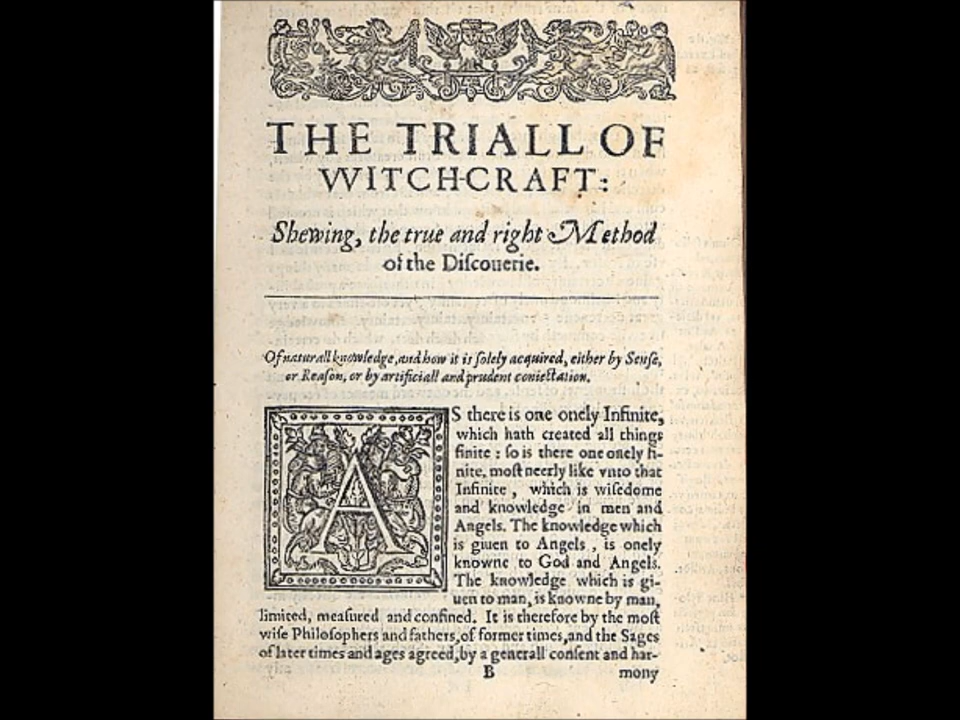 THE TRIALL OF
VVITCH-CRAFT:
Shewing, the true and right Method
of the Diſcouerie.
Of naturall knowledge, and how it is ſolely acquired, either by Senſe,
or Reaſon, or by artificiall and prudent coniectation.
AS there is one onely Infinite,
which hath created all things
finite : ſo is there one onely fi-
nite, moſt neerly like vnto that
Infinite , which is wiſedome
and knowledge in men and
Angels. The knowledge which
is giuen to Angels , is onely
knowne to God and Angels.
The knowledge which is gi-
uen to man, is knowne by man,
limited, meaſured and confined. It is therefore by the moſt
wiſe Philoſophers and fathers, of former times, and the Sages
of later times and ages agreed, by a generall conſent and har-
B mony